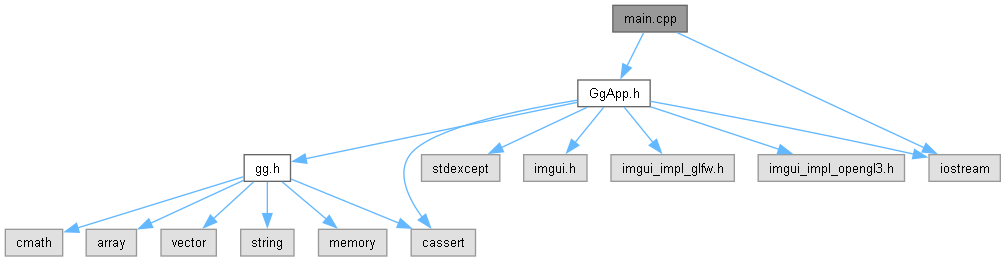 main.cpp
GgApp.h
gg.h
stdexcept
imgui.h
imgui_impl_glfw.h
imgui_impl_opengl3.h
iostream
cmath
array
vector
string
memory
cassert